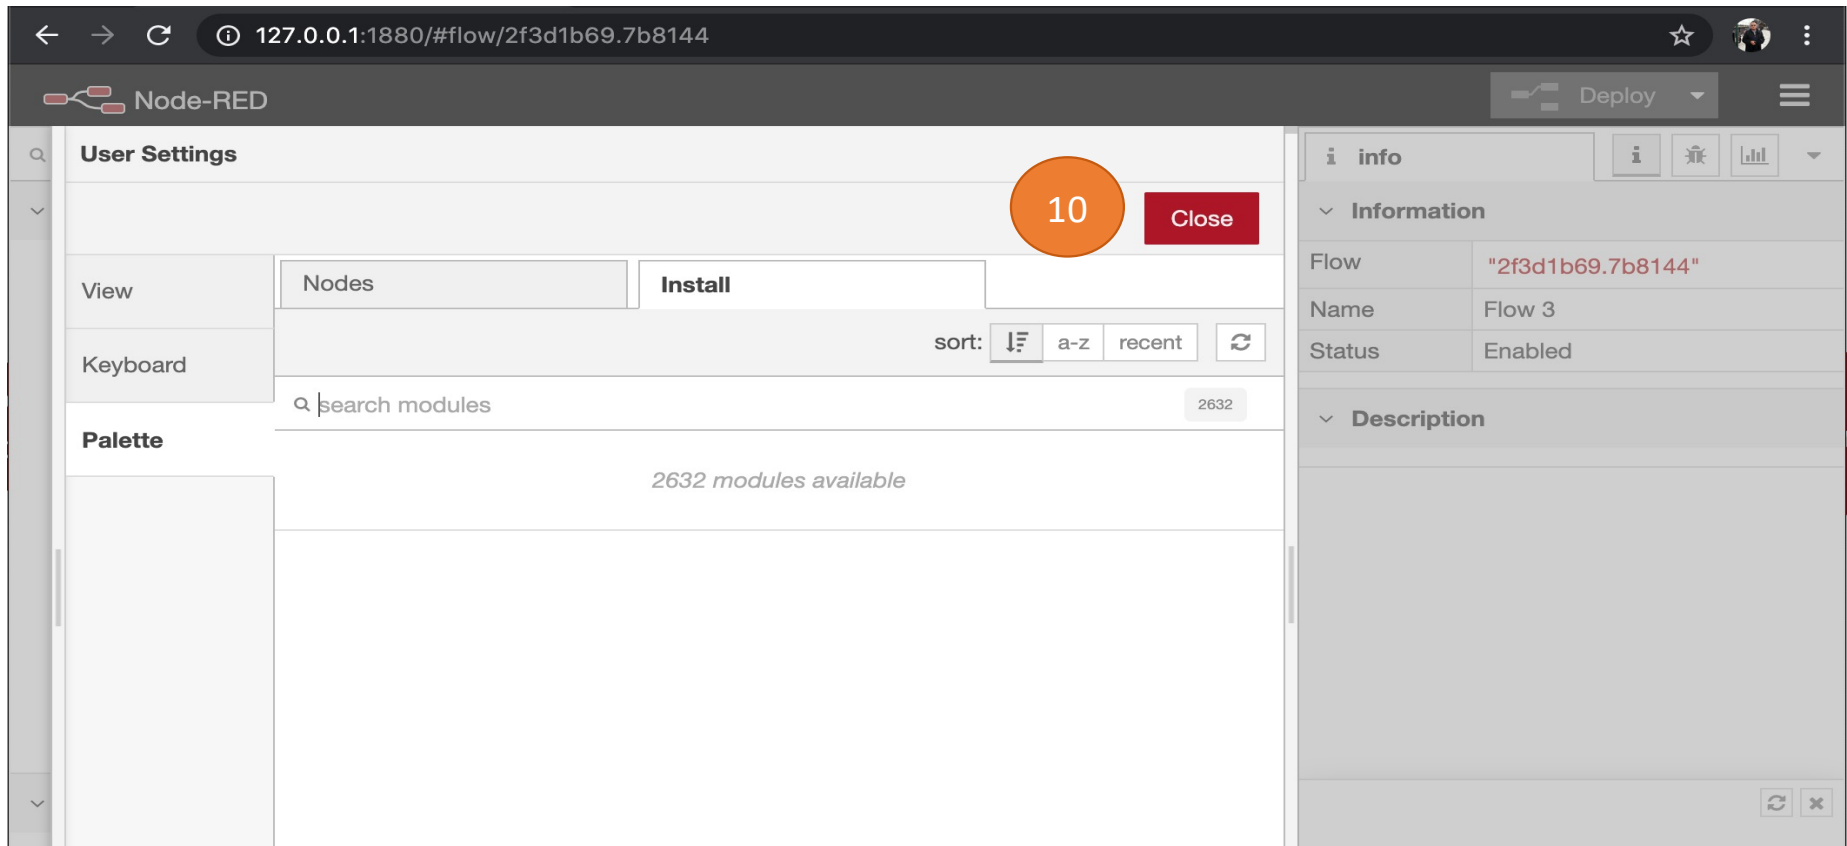 127.0.0.1:1880/#flow/2f3d1b69.7b8144
Node-RED
Deploy
User Settings
10
Close
View
Keyboard
Palette
Nodes
Install
sort:
a-z
recent
search modules
2632
2632 modules available
i info
i
Information
Flow
"2f3d1b69.7b8144"
Name
Flow 3
Status
Enabled
Description